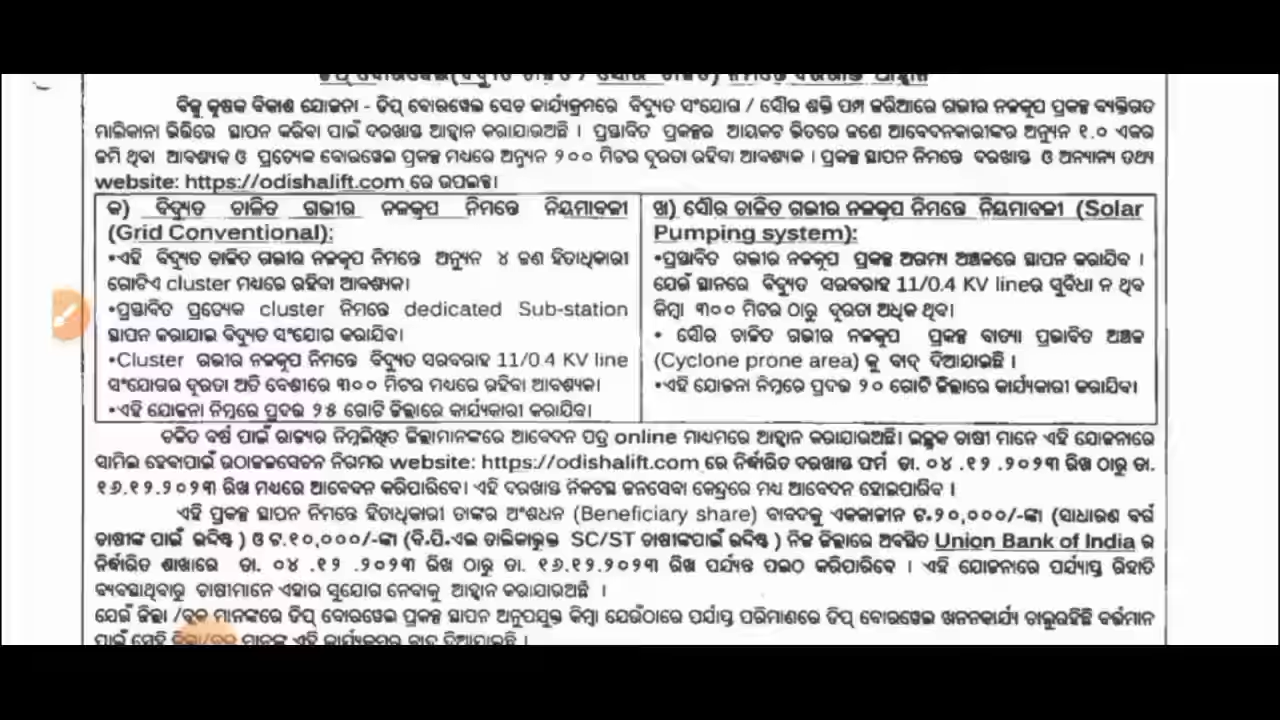 ଡିପ୍ ବୋରୱେଲ(ବିଦ୍ୟୁତ ଚାଳିତ / ସୌର ଚାଳିତ) ନିମନ୍ତେ ଦରଖାସ୍ତ ଆହ୍ୱାନ
ବିଜୁ କୃଷକ ବିକାଶ ଯୋଜନା - ଡିପ୍ ବୋରୱେଲ ସେଚ କାର୍ଯ୍ୟକ୍ରମରେ ବିଦ୍ୟୁତ ସଂଯୋଗ / ସୌର ଶକ୍ତି ପମ୍ପ ଜରିଆରେ ଗଭୀର ନଳକୂପ ପ୍ରକଳ୍ପ ବ୍ୟକ୍ତିଗତ
ମାଲିକାନା ଭିତ୍ତିରେ ସ୍ଥାପନ କରିବା ପାଇଁ ଦରଖାସ୍ତ ଆହ୍ୱାନ କରାଯାଉଅଛି । ପ୍ରସ୍ତାବିତ ପ୍ରକଳ୍ପର ଆୟକଟ ଭିତରେ ଜଣେ ଆବେଦନକାରୀଙ୍କର ଅନ୍ୟୁନ ୧.୦ ଏକର
ଜମି ଥିବା ଆବଶ୍ୟକ ଓ ପ୍ରତ୍ୟେକ ବୋରୱେଲ ପ୍ରକଳ୍ପ ମଧ୍ୟରେ ଅନ୍ୟୁନ ୨୦୦ ମିଟର ଦୂରତା ରହିବା ଆବଶ୍ୟକ । ପ୍ରକଳ୍ପ ସ୍ଥାପନ ନିମନ୍ତେ ଦରଖାସ୍ତ ଓ ଅନ୍ୟାନ୍ୟ ତଥ୍ୟ
website: https://odishalift.com ରେ ଉପଲବ୍ଧ।
କ) ବିଦ୍ୟୁତ ଚାଳିତ ଗଭୀର ନଳକୂପ ନିମନ୍ତେ ନିୟମାବଳୀ
(Grid Conventional):
•ଏହି ବିଦ୍ୟୁତ ଚାଳିତ ଗଭୀର ନଳକୂପ ନିମନ୍ତେ ଅନ୍ୟୁନ ୪ ଜଣ ହିତାଧିକାରୀ
ଗୋଟିଏ cluster ମଧ୍ୟରେ ରହିବା ଆବଶ୍ୟକ।
•ପ୍ରସ୍ତାବିତ ପ୍ରତ୍ୟେକ cluster ନିମନ୍ତେ dedicated Sub-station
ସ୍ଥାପନ କରାଯାଇ ବିଦ୍ୟୁତ ସଂଯୋଗ କରାଯିବ।
•Cluster ଗଭୀର ନଳକୂପ ନିମନ୍ତେ ବିଦ୍ୟୁତ ସରବରାହ 11/0.4 KV line
ସଂଯୋଗର ଦୂରତା ଅତି ବେଶୀରେ ୩୦୦ ମିଟର ମଧ୍ୟରେ ରହିବା ଆବଶ୍ୟକ।
•ଏହି ଯୋଜନା ନିମ୍ନରେ ପ୍ରଦତ୍ତ ୨୫ ଗୋଟି ଜିଲ୍ଲାରେ କାର୍ଯ୍ୟକାରୀ କରାଯିବ।
ଖ) ସୌର ଚାଳିତ ଗଭୀର ନଳକୂପ ନିମନ୍ତେ ନିୟମାବଳୀ (Solar
Pumping system):
•ପ୍ରସ୍ତାବିତ ଗଭୀର ନଳକୂପ ପ୍ରକଳ୍ପ ଅଗମ୍ୟ ଅଞ୍ଚଳରେ ସ୍ଥାପନ କରାଯିବ ।
ଯେଉଁ ସ୍ଥାନରେ ବିଦ୍ୟୁତ ସରବରାହ 11/0.4 KV lineର ସୁବିଧା ନ ଥିବ
କିମ୍ବା ୩୦୦ ମିଟର ଠାରୁ ଦୂରତା ଅଧିକ ଥିବ।
• ସୌର ଚାଳିତ ଗଭୀର ନଳକୂପ ପ୍ରକଳ୍ପ ବାତ୍ୟା ପ୍ରଭାବିତ ଅଞ୍ଚଳ
(Cyclone prone area) କୁ ବାଦ୍ ଦିଆଯାଇଛି ।
•ଏହି ଯୋଜନା ନିମ୍ନରେ ପ୍ରଦତ୍ତ ୨୦ ଗୋଟି ଜିଲ୍ଲାରେ କାର୍ଯ୍ୟକାରୀ କରାଯିବ।
ଚଳିତ ବର୍ଷ ପାଇଁ ରାଜ୍ୟର ନିମ୍ନଲିଖିତ ଜିଲ୍ଲାମାନଙ୍କରେ ଆବେଦନ ପତ୍ର online ମାଧ୍ୟମରେ ଆହ୍ୱାନ କରାଯାଉଅଛି। ଇଚ୍ଛୁକ ଚାଷୀ ମାନେ ଏହି ଯୋଜନାରେ
ସାମିଲ ହେବାପାଇଁ ଉଠାଜଳସେଚନ ନିଗମର website: https://odishalift.com ରେ ନିର୍ଦ୍ଧାରିତ ଦରଖାସ୍ତ ଫର୍ମ ତା. ୦୪ .୧୨ .୨୦୨୩ ରିଖ ଠାରୁ ତା.
୧୬.୧୨.୨୦୨୩ ରିଖ ମଧ୍ୟରେ ଆବେଦନ କରିପାରିବେ। ଏହି ଦରଖାସ୍ତ ନିକଟସ୍ଥ ଜନସେବା କେନ୍ଦ୍ରରେ ମଧ୍ୟ ଆବେଦନ ହୋଇପାରିବ ।
ଏହି ପ୍ରକଳ୍ପ ସ୍ଥାପନ ନିମନ୍ତେ ହିତାଧିକାରୀ ତାଙ୍କର ଅଂଶଧନ (Beneficiary share) ବାବଦକୁ ଏକକାଳୀନ ଟ.୨୦,୦୦୦/-ଙ୍କା (ସାଧାରଣ ବର୍ଗ
ଚାଷୀଙ୍କ ପାଇଁ ଉଦ୍ଦିଷ୍ଟ ) ଓ ଟ.୧୦,୦୦୦/-ଙ୍କା (ବି.ପି.ଏଲ ତାଲିକାଭୁକ୍ତ SC/ST ଚାଷୀଙ୍କପାଇଁ ଉଦ୍ଦିଷ୍ଟ ) ନିଜ ଜିଲ୍ଲାରେ ଅବସ୍ଥିତ Union Bank of India ର
ନିର୍ଦ୍ଧାରିତ ଶାଖାରେ ତା. ୦୪ .୧୨ .୨୦୨୩ ରିଖ ଠାରୁ ତା. ୧୬.୧୨.୨୦୨୩ ରିଖ ପର୍ଯ୍ୟନ୍ତ ପଇଠ କରିପାରିବେ । ଏହି ଯୋଜନାରେ ପର୍ଯ୍ୟାପ୍ତ ରିହାତି
ବ୍ୟବସ୍ଥାଥିବାରୁ ଚାଷୀମାନେ ଏହାର ସୁଯୋଗ ନେବାକୁ ଆହ୍ୱାନ କରାଯାଉଅଛି ।
ଯେଉଁ ଜିଲ୍ଲା /ବ୍ଳକ ମାନଙ୍କରେ ଡିପ୍ ବୋରୱେଲ ପ୍ରକଳ୍ପ ସ୍ଥାପନ ଅନୁପଯୁକ୍ତ କିମ୍ବା ଯେଉଁଠାରେ ପର୍ଯ୍ୟାପ୍ତ ପରିମାଣରେ ଡିପ୍ ବୋରୱେଲ ଖନନକାର୍ଯ୍ୟ ଚାଲୁରହିଛି ବର୍ତ୍ତମାନ
ପାଇଁ ସେହି ଜିଲ୍ଲା/ବ୍ଳକ ମାନଙ୍କୁ ଏହି କାର୍ଯ୍ୟକ୍ରମରୁ ବାଦ୍ ଦିଆଯାଇଛି ।